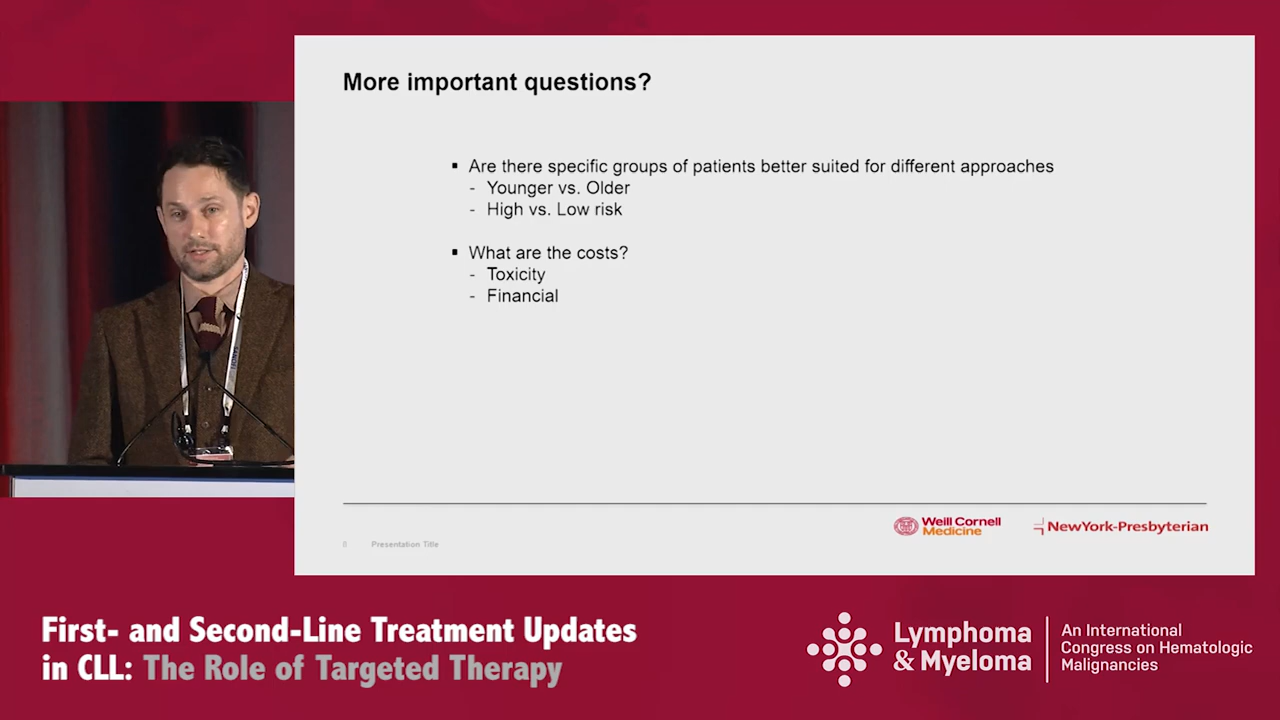 More important questions?
▪ Are there specific groups of patients better suited for different approaches
- Younger vs. Older
- High vs. Low risk
▪ What are the costs?
- Toxicity
- Financial
Weill Cornell
Medicine
NewYork-Presbyterian
6 Presentation Title
First- and Second-Line Treatment Updates
in CLL: The Role of Targeted Therapy
Lymphoma
& Myeloma
An International
Congress on Hematologic
Malignancies